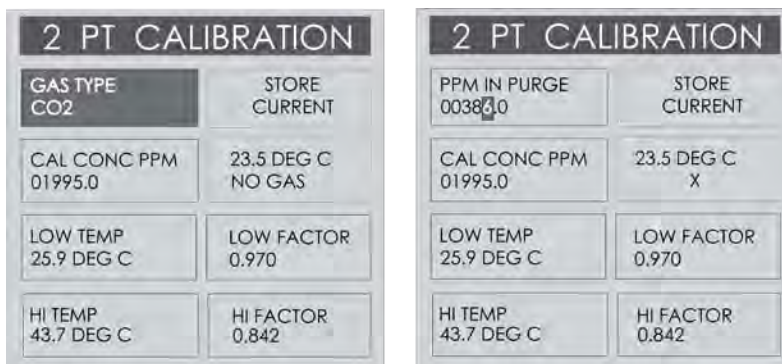 2 PT CALIBRATION
GAS TYPE
CO2
STORE
CURRENT
CAL CONC PPM
01995.0
23.5 DEG C
NO GAS
LOW TEMP
25.9 DEG C
LOW FACTOR
0.970
HI TEMP
43.7 DEG C
HI FACTOR
0.842
2 PT CALIBRATION
PPM IN PURGE
00386.0
STORE
CURRENT
CAL CONC PPM
01995.0
23.5 DEG C
X
LOW TEMP
25.9 DEG C
LOW FACTOR
0.970
HI TEMP
43.7 DEG C
HI FACTOR
0.842